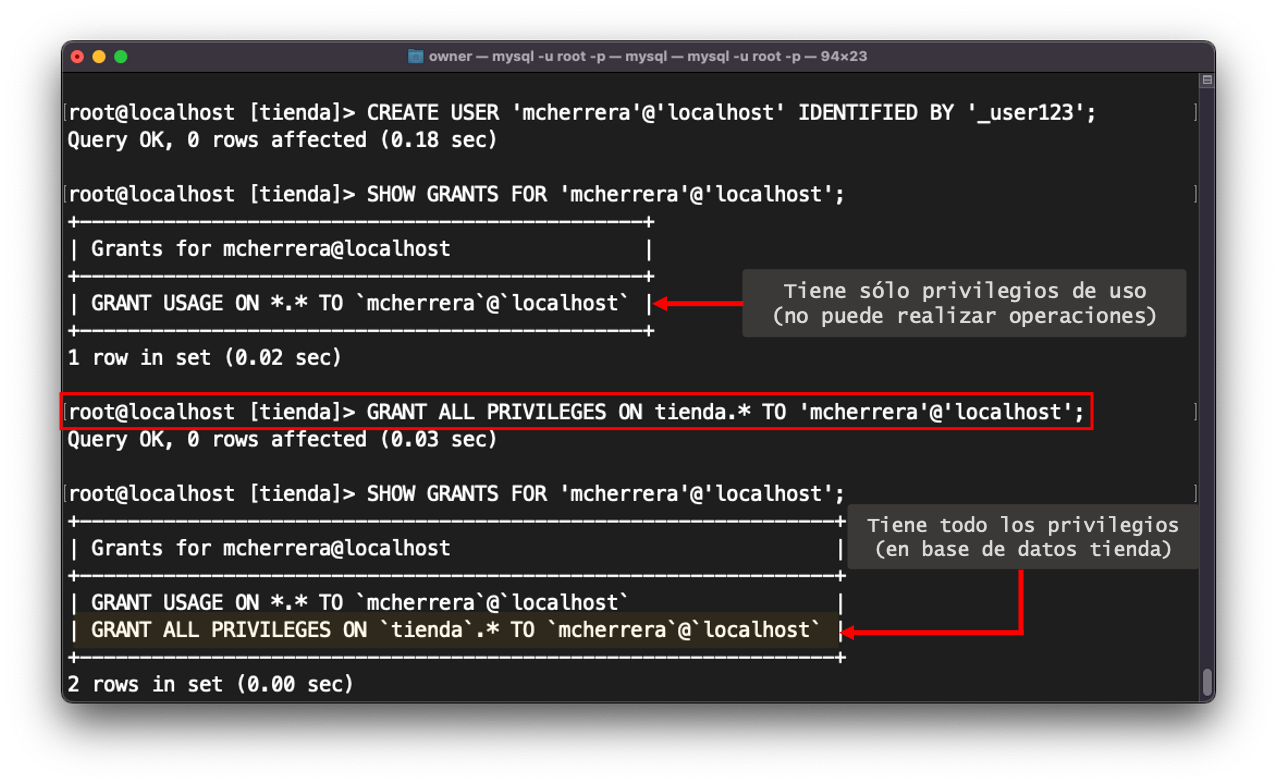 owner — mysql -u root -p — mysql — mysql -u root -p — 94×23
[root@localhost [tienda]> CREATE USER 'mcherrera'@'localhost' IDENTIFIED BY '_user123'; ]
Query OK, 0 rows affected (0.18 sec)
[root@localhost [tienda]> SHOW GRANTS FOR 'mcherrera'@'localhost'; ]
+-----------------------------------------------+
| Grants for mcherrera@localhost                |
+-----------------------------------------------+
| GRANT USAGE ON *.* TO `mcherrera`@`localhost` |
Tiene sólo privilegios de uso
(no puede realizar operaciones)
+-----------------------------------------------+
1 row in set (0.02 sec)
[root@localhost [tienda]> GRANT ALL PRIVILEGES ON tienda.* TO 'mcherrera'@'localhost'; ]
Query OK, 0 rows affected (0.03 sec)
[root@localhost [tienda]> SHOW GRANTS FOR 'mcherrera'@'localhost'; ]
+---------------------------------------------------------------+
Tiene todo los privilegios
(en base de datos tienda)
| Grants for mcherrera@localhost                                |
+---------------------------------------------------------------+
| GRANT USAGE ON *.* TO `mcherrera`@`localhost`                 |
| GRANT ALL PRIVILEGES ON `tienda`.* TO `mcherrera`@`localhost` |
+---------------------------------------------------------------+
2 rows in set (0.00 sec)